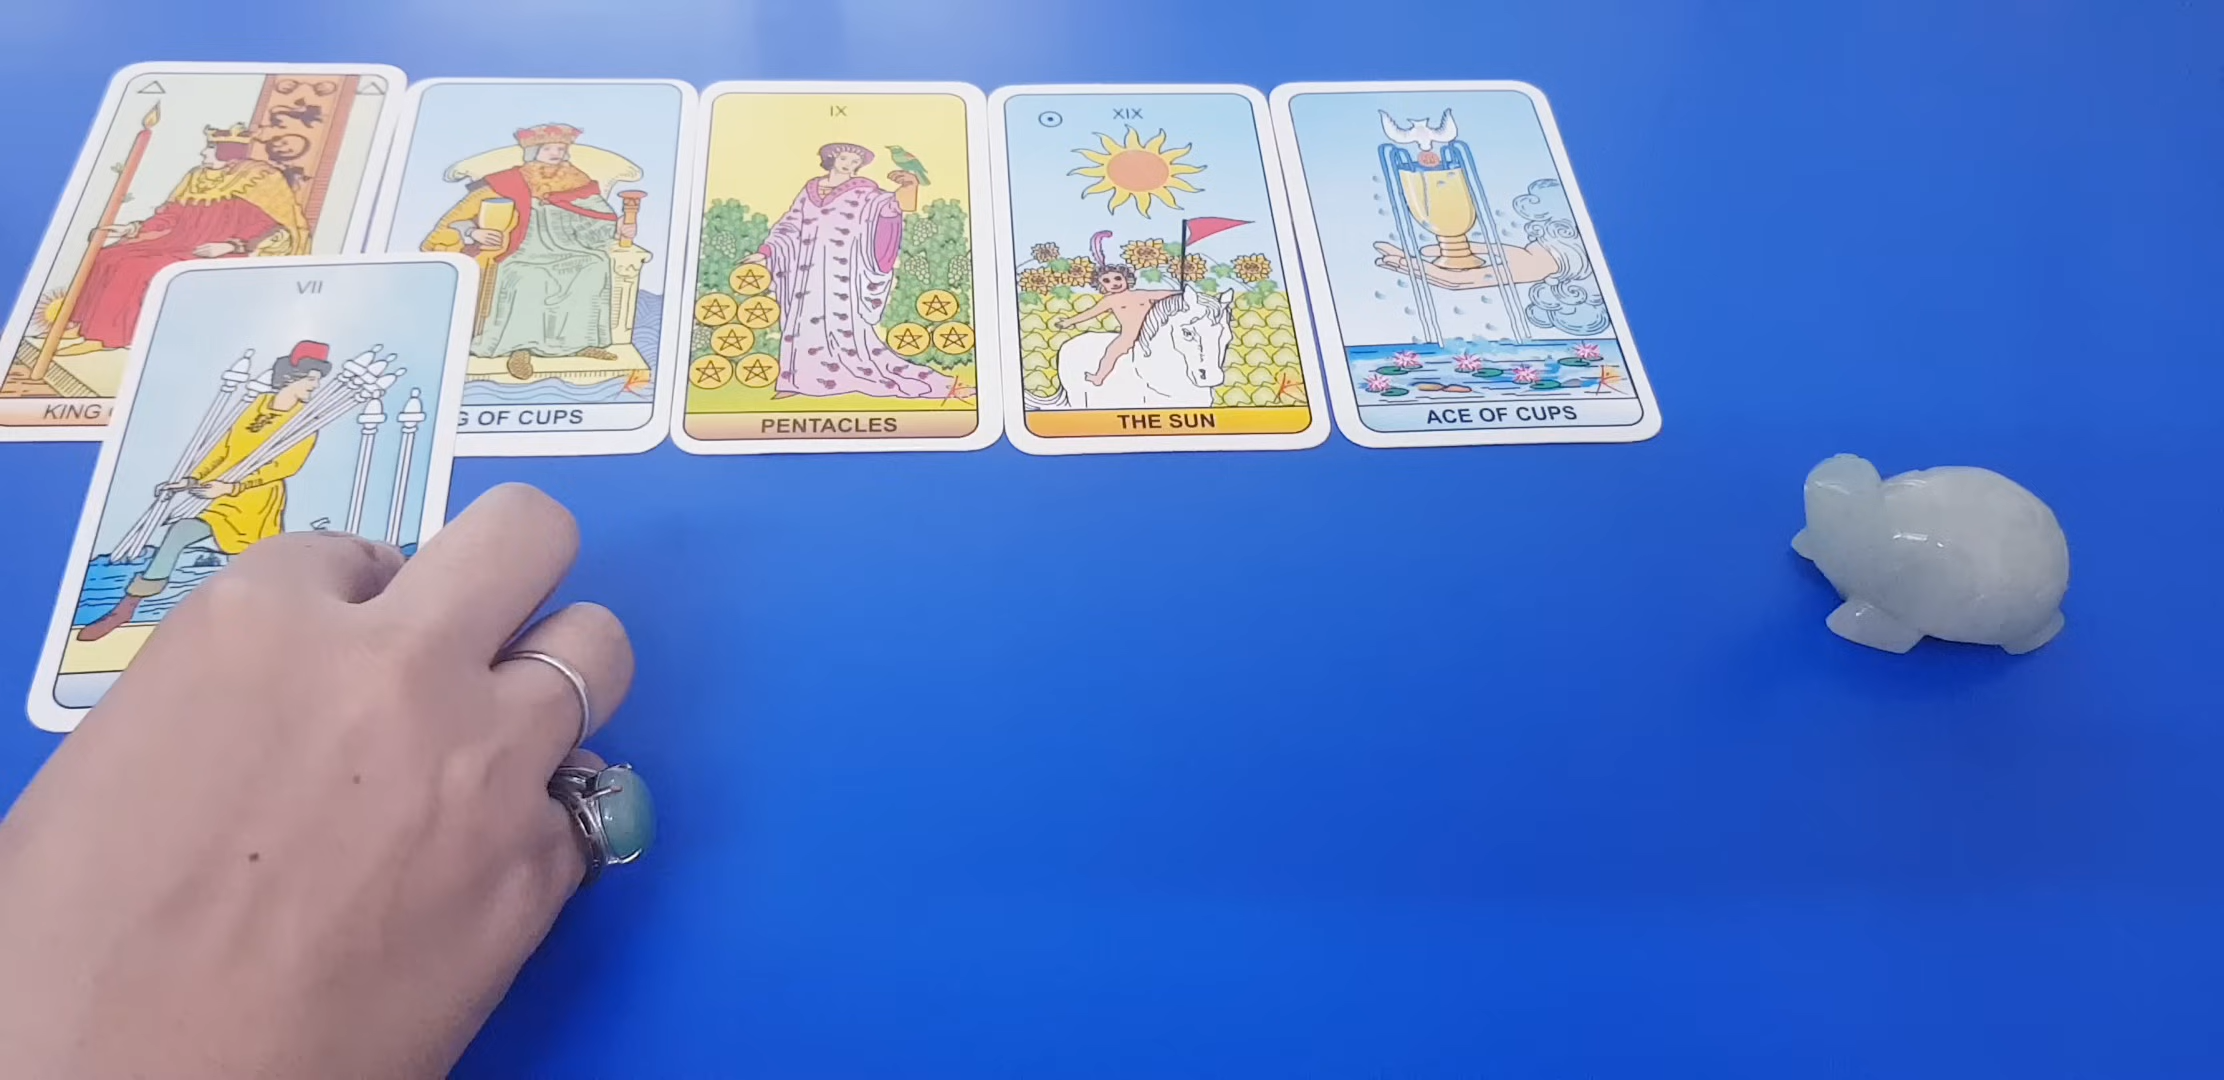 IX
XIX
VII
KING
G OF CUPS
PENTACLES
THE SUN
ACE OF CUPS